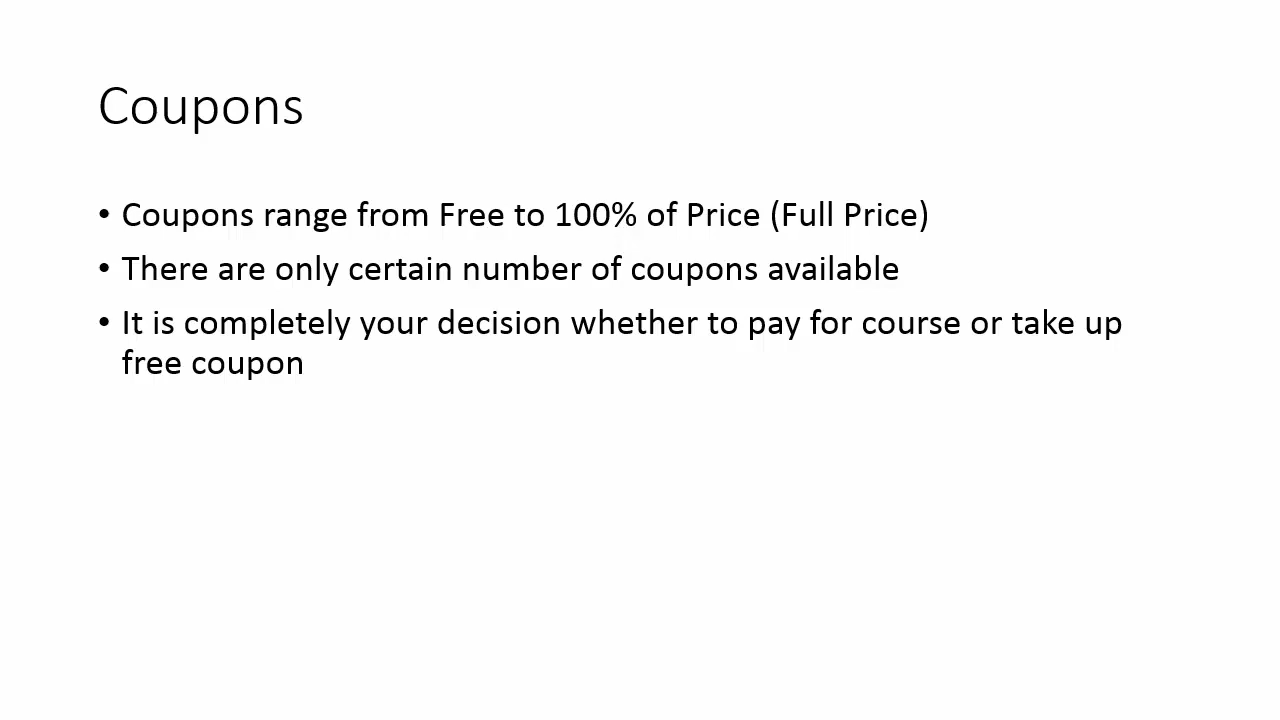 Coupons
• Coupons range from Free to 100% of Price (Full Price)
• There are only certain number of coupons available
• It is completely your decision whether to pay for course or take up
free coupon